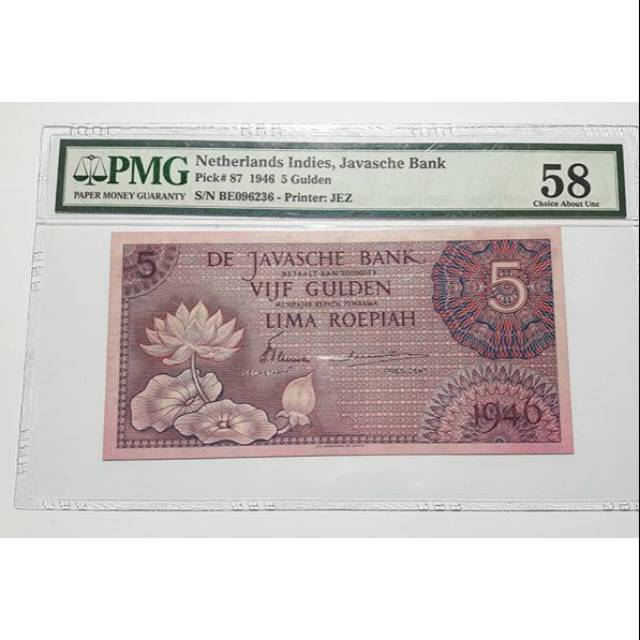 PMG
PAPER MONEY GUARANTY
Netherlands Indies, Javasche Bank
Pick# 87 1946 5 Gulden
S/N BE096236 - Printer: JEZ
58
Choice About Unc
5
DE JAVASCHE BANK
BETAALT AAN TOONDER
VIJF GULDEN
MEMBAJAR KEPADA PEMBAWA
LIMA ROEPIAH
SECRETARIS
PRESIDENT
5
1946